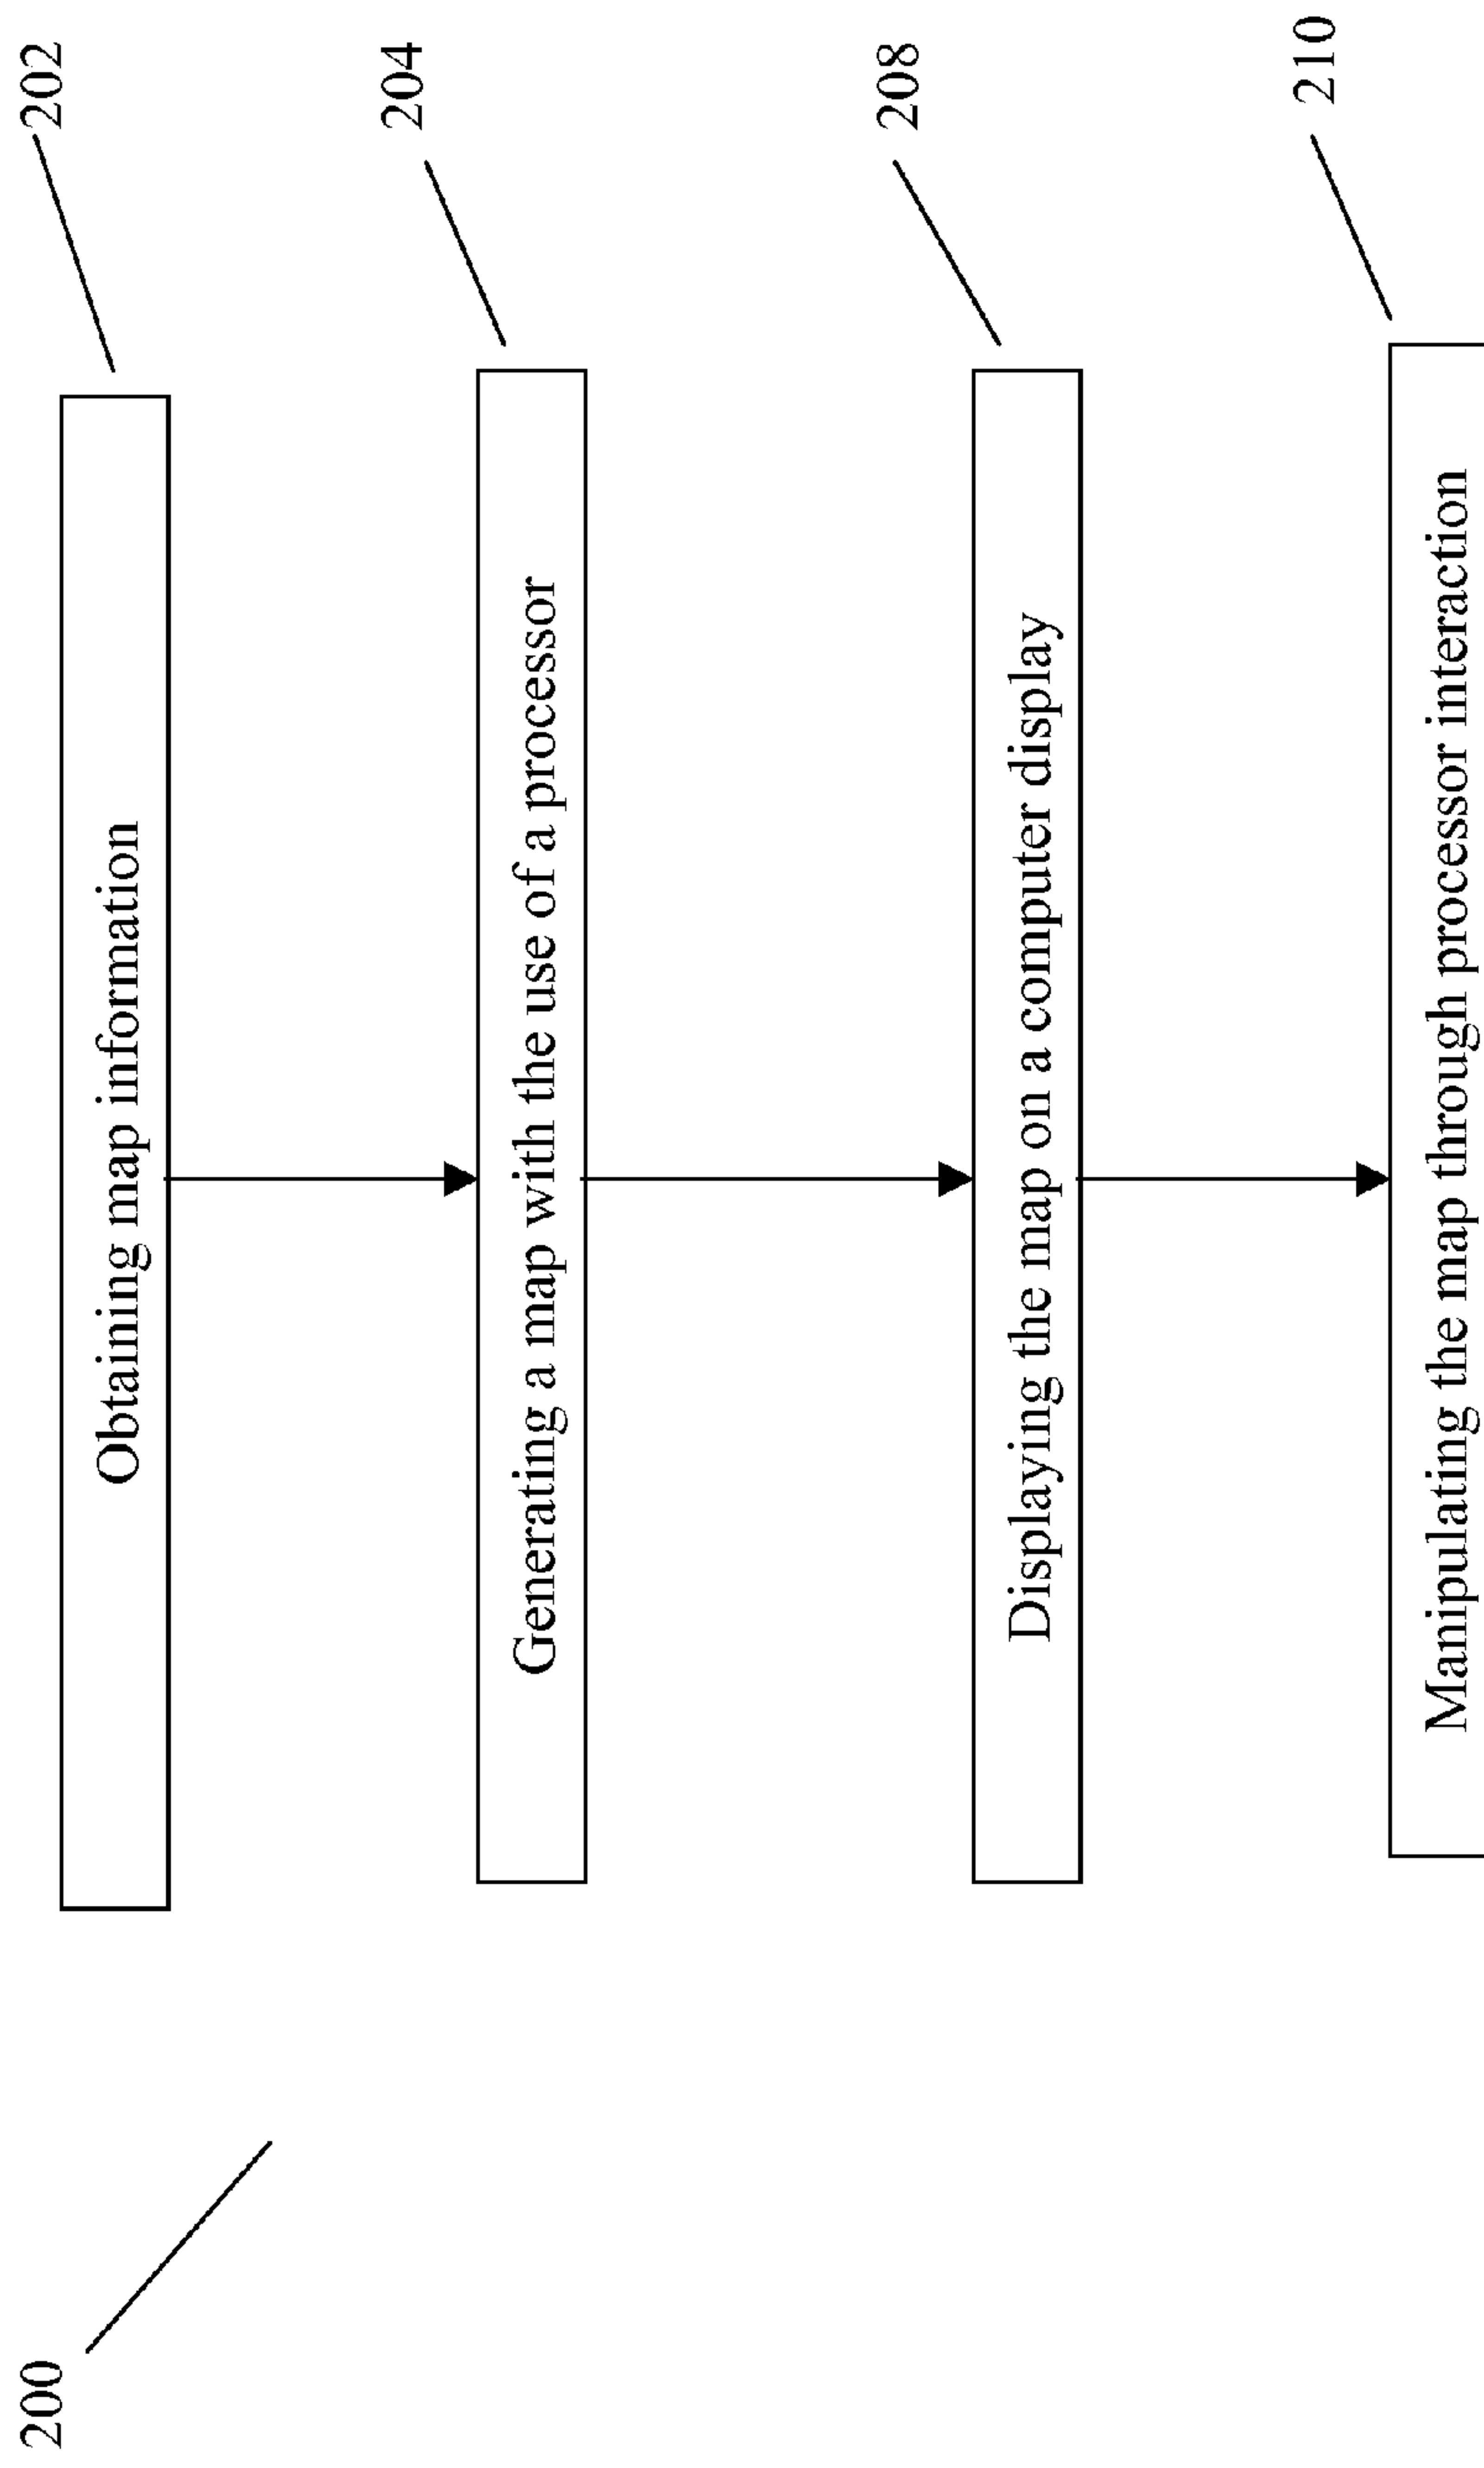 200
202
Obtaining map information
204
Generating a map with the use of a processor
208
Displaying the map on a computer display
210
Manipulating the map through processor interaction